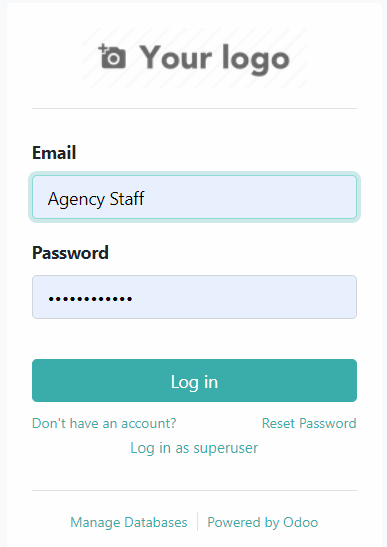 Your logo
Email
Agency Staff
Password
••••••••••••
Log in
Don't have an account? Reset Password
Log in as superuser
Manage Databases Powered by Odoo